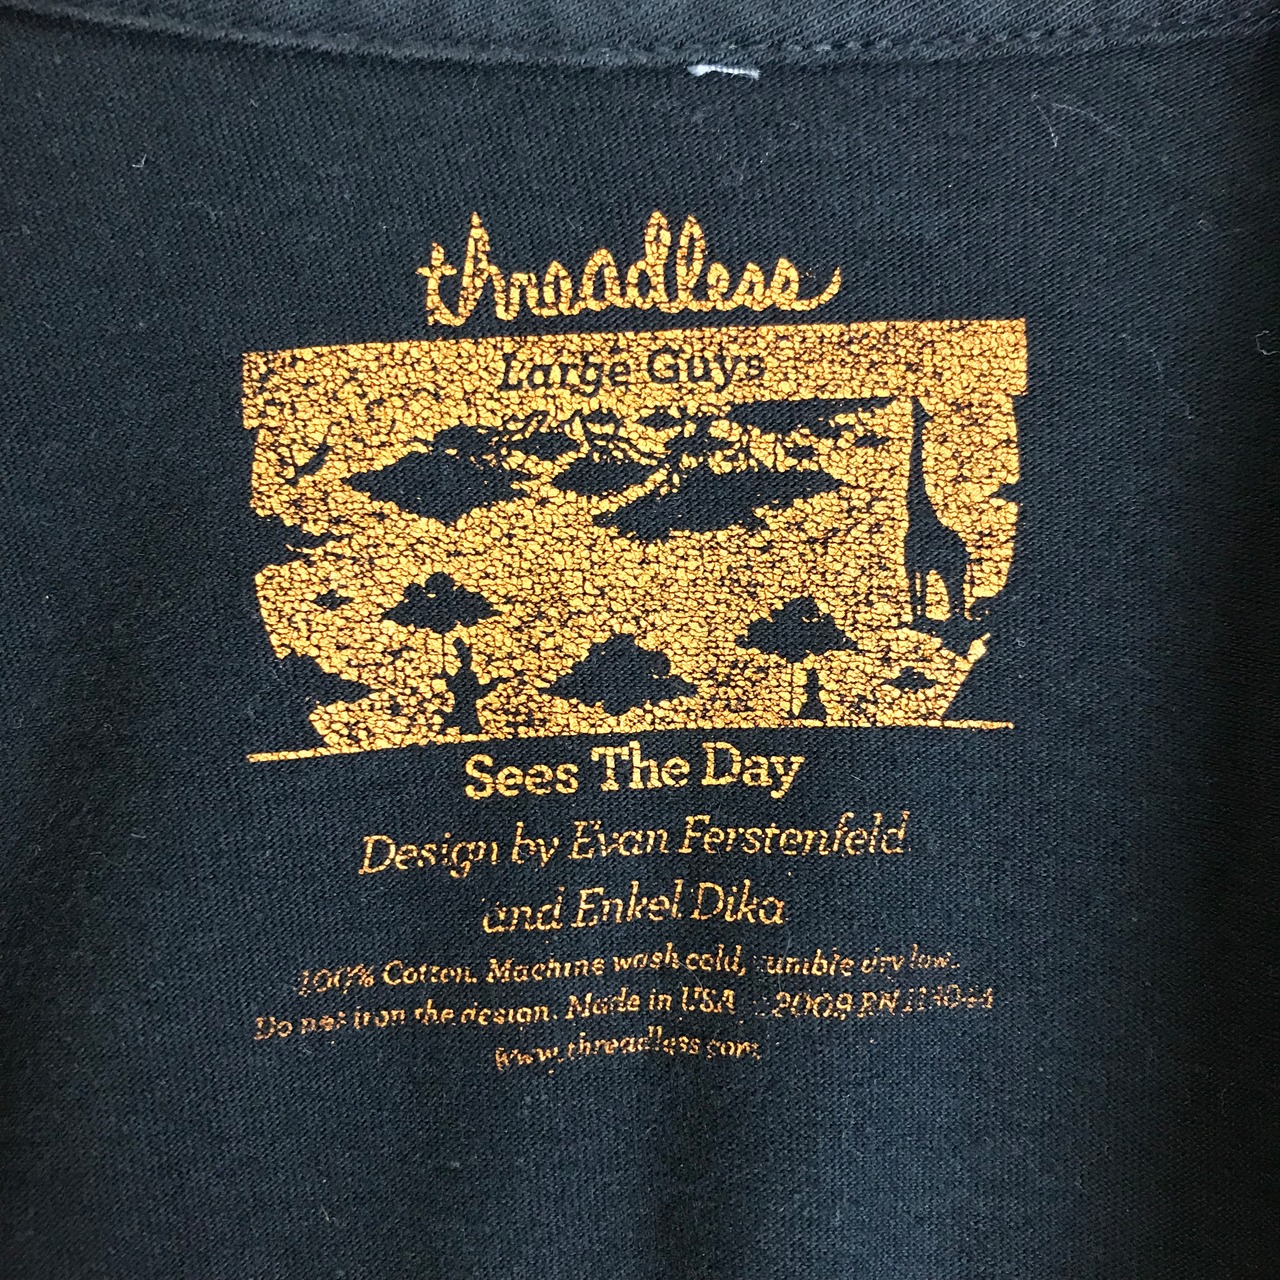 threadless
Large Guys
Sees The Day
Design by Evan Ferstenfeld
and Enkel Dika
100% Cotton. Machine wash cold, tumble dry low.
Do not iron the design. Made in USA 2009 RN
www.threadless.com